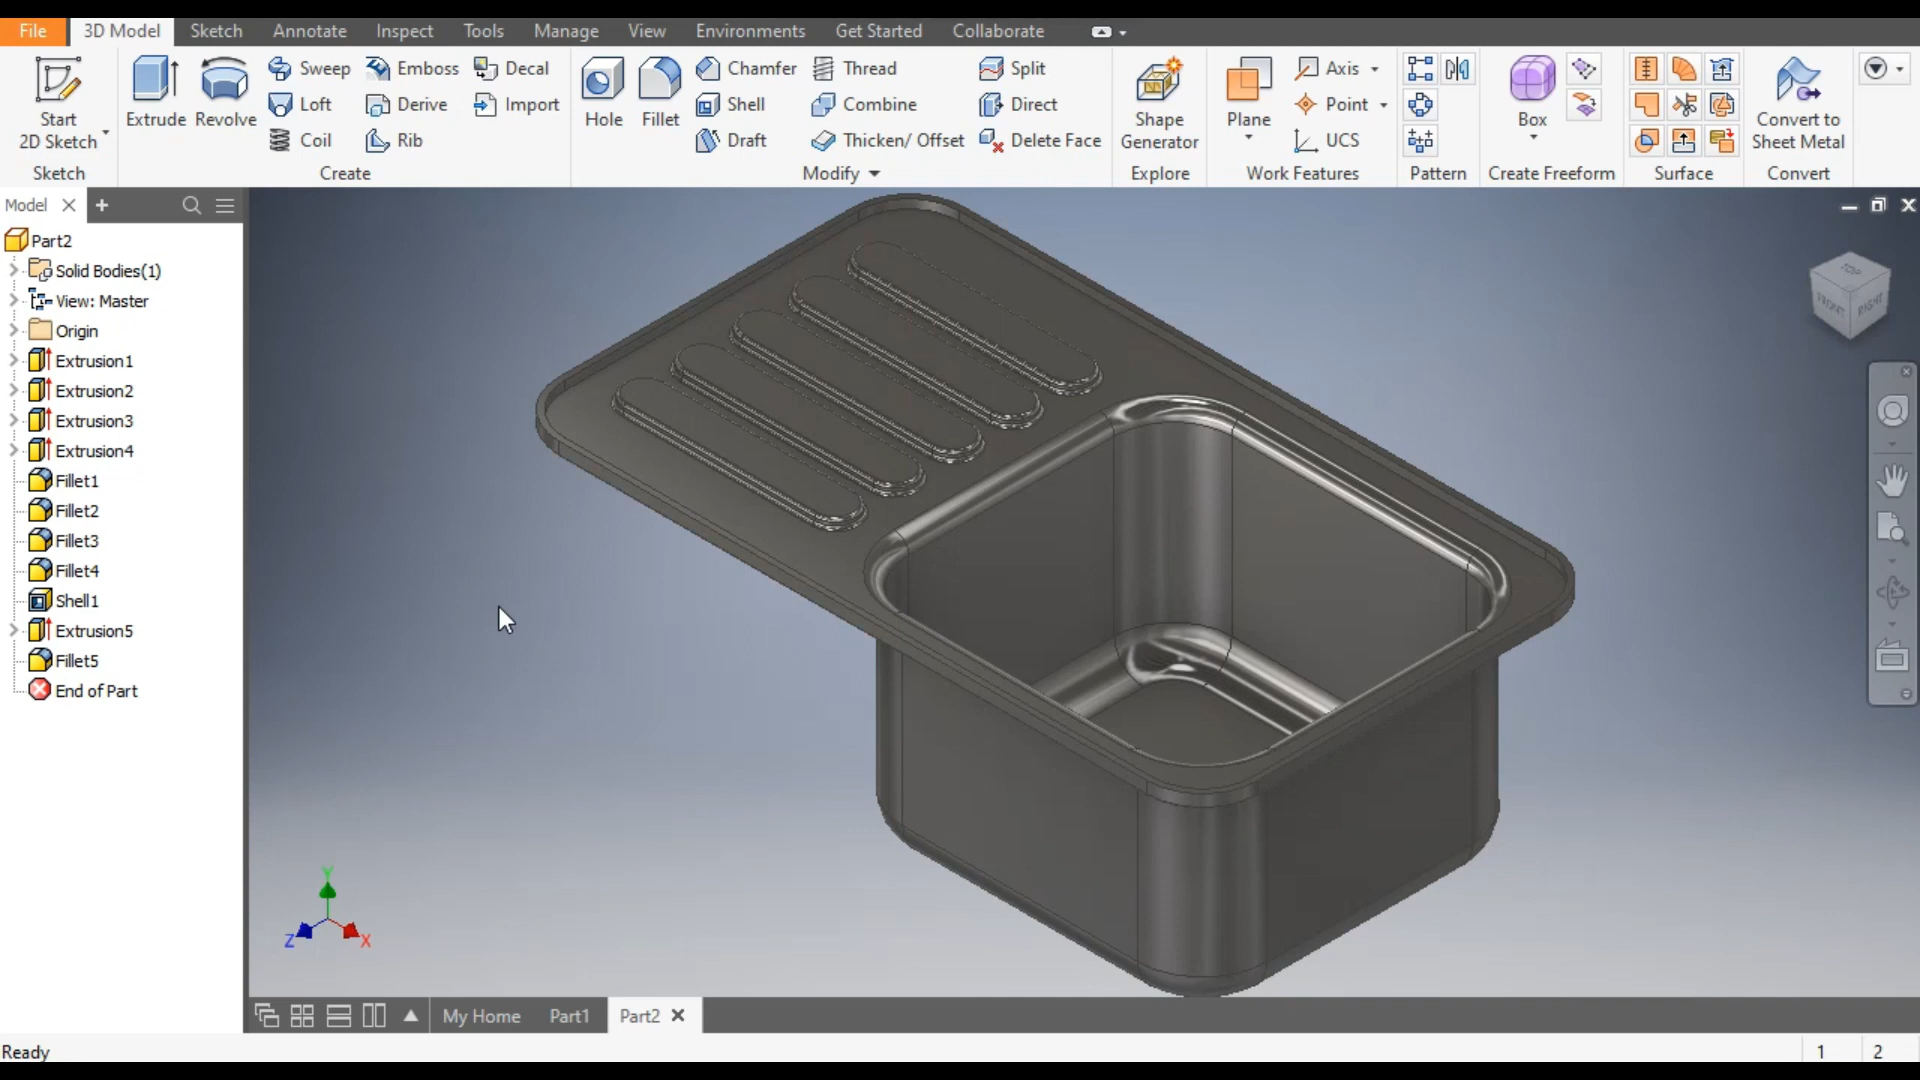 File 3D Model Sketch Annotate Inspect Tools Manage View Environments Get Started Collaborate
Start 2D Sketch
Extrude
Revolve
Sweep
Loft
Coil
Emboss
Derive
Rib
Decal
Import
Hole
Fillet
Chamfer
Shell
Draft
Thread
Combine
Thicken/ Offset
Split
Direct
Delete Face
Shape Generator
Plane
Axis
Point
UCS
Box
Convert to Sheet Metal
Sketch Create Modify Explore Work Features Pattern Create Freeform Surface Convert
Model
Part2
Solid Bodies(1)
View: Master
Origin
Extrusion1
Extrusion2
Extrusion3
Extrusion4
Fillet1
Fillet2
Fillet3
Fillet4
Shell1
Extrusion5
Fillet5
End of Part
TOP
FRONT
RIGHT
Y
Z
X
My Home Part1 Part2
Ready 1 2